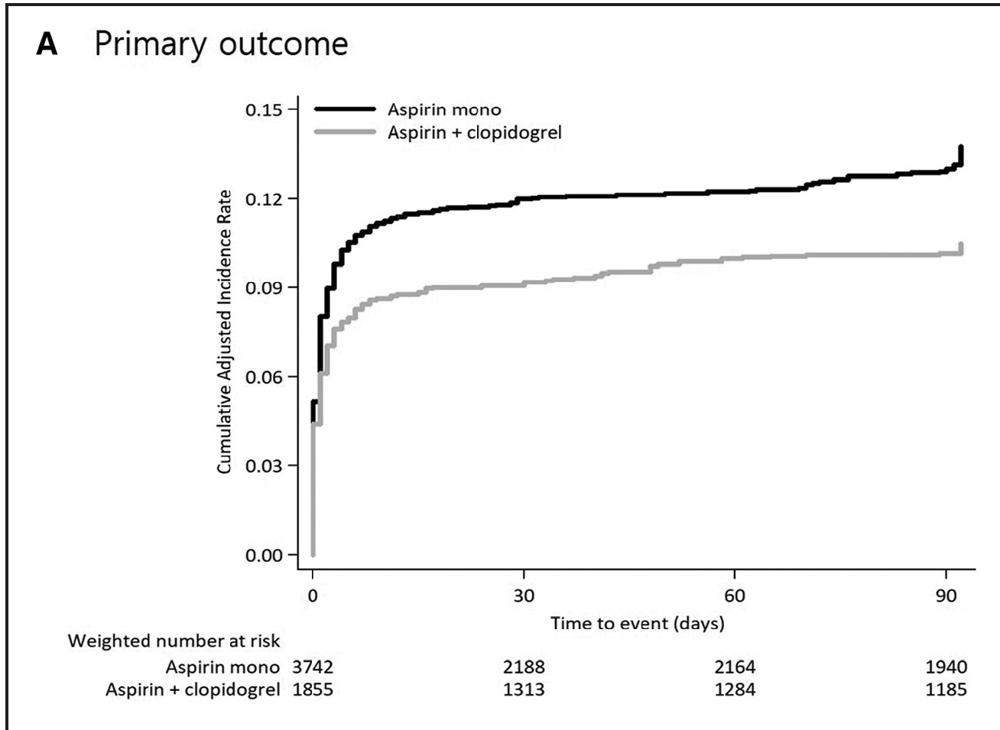 A Primary outcome
Aspirin mono
Aspirin + clopidogrel
0.15
0.12
0.09
0.06
0.03
0.00
Cumulative Adjusted Incidence Rate
0 30 60 90
Time to event (days)
Weighted number at risk
Aspirin mono 3742 2188 2164 1940
Aspirin + clopidogrel 1855 1313 1284 1185